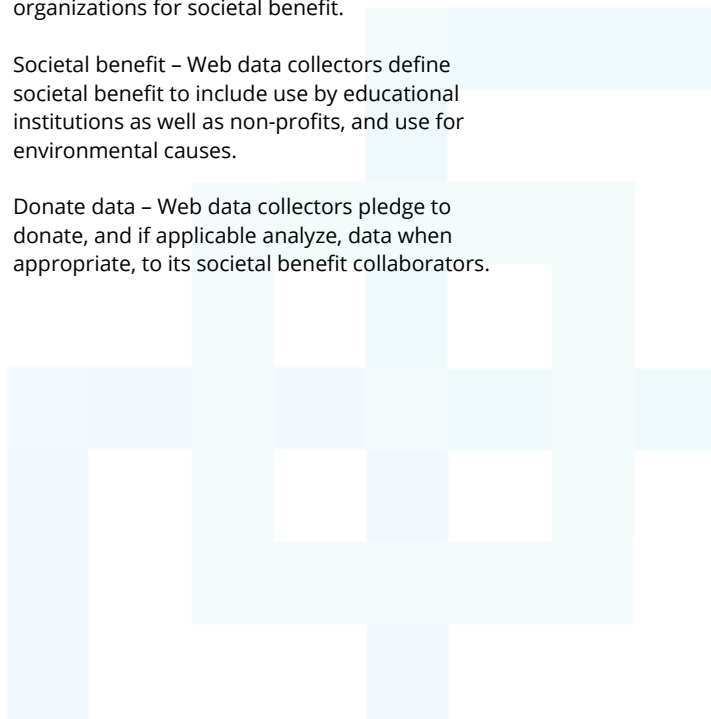 organizations for societal benefit.
Societal benefit – Web data collectors define
societal benefit to include use by educational
institutions as well as non-profits, and use for
environmental causes.
Donate data – Web data collectors pledge to
donate, and if applicable analyze, data when
appropriate, to its societal benefit collaborators.